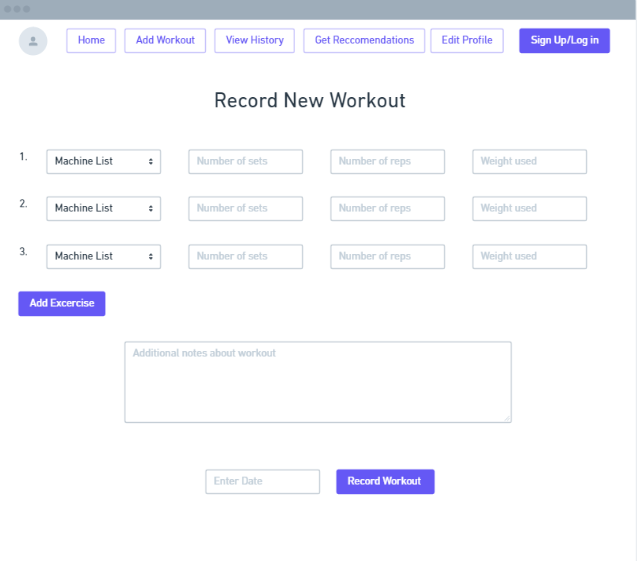 Home Add Workout View History Get Reccomendations Edit Profile Sign Up/Log in
Record New Workout
1. Machine List Number of sets Number of reps Weight used
2. Machine List Number of sets Number of reps Weight used
3. Machine List Number of sets Number of reps Weight used
Add Excercise
Additional notes about workout
Enter Date Record Workout